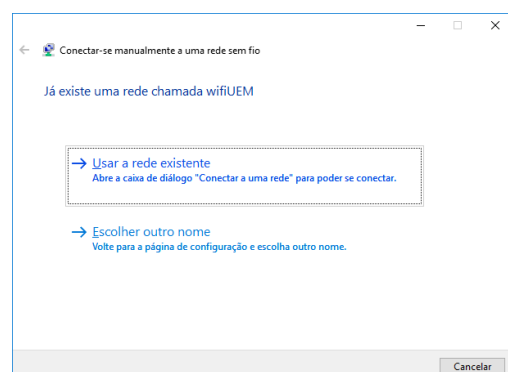 Conectar-se manualmente a uma rede sem fio
Já existe uma rede chamada wifiUEM
Usar a rede existente
Abre a caixa de diálogo "Conectar a uma rede" para poder se conectar.
Escolher outro nome
Volte para a página de configuração e escolha outro nome.
Cancelar